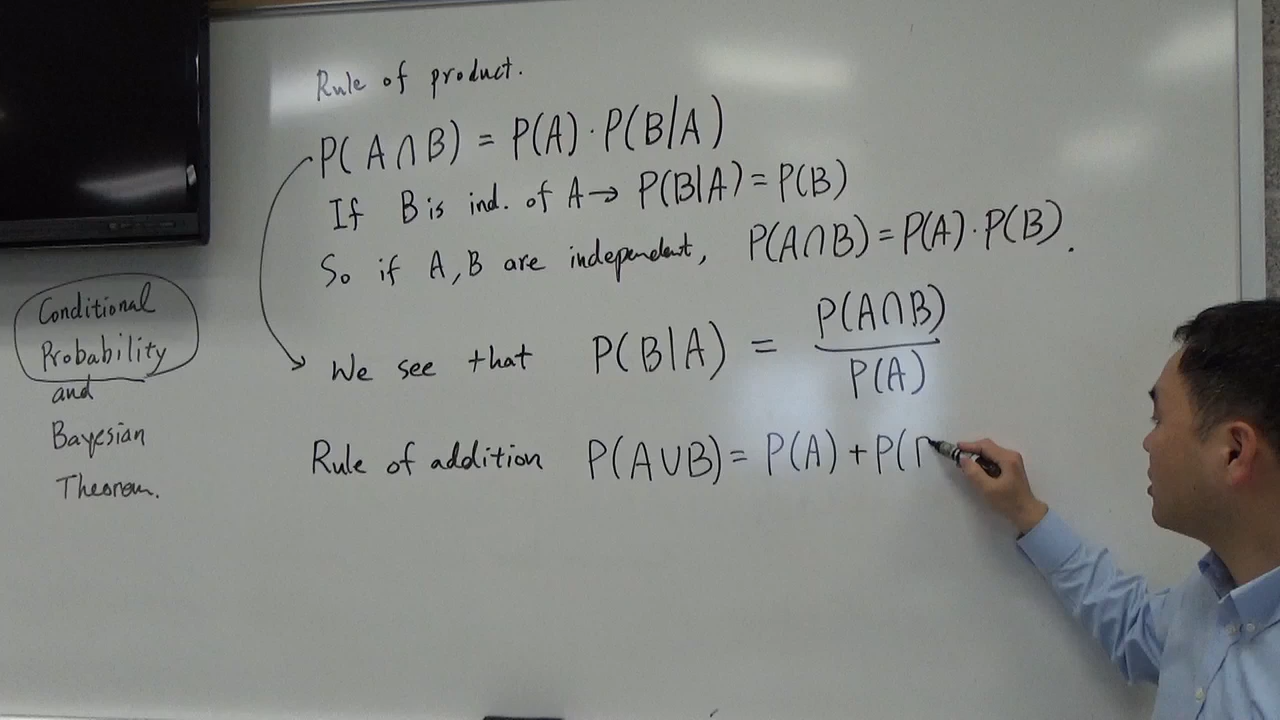 Rule of product.
P(A∩B) = P(A)·P(B|A)
If B is ind. of A→ P(B|A) = P(B)
So if A, B are independent, P(A∩B) = P(A)·P(B).
We see that P(B|A) = P(A∩B) / P(A)
Rule of addition P(A∪B) = P(A) + P(
Conditional
Probability
and
Bayesian
Theorem.